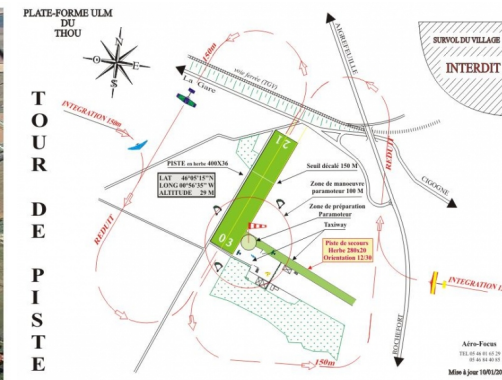 PLATE-FORME ULM
DU
THOU
TOUR DE PISTE
INTEGRATION 1500
N
E
S
O
La Gare
voie ferrée (TGV)
AIGREFEUILLE
SURVOL DU VILLAGE
INTERDIT
REDUIT
CIGOGNE
21
PISTE en herbe 400X36
LAT 46°05'15"N
LONG 00°56'35" W
ALTITUDE 29 M
Seuil décalé 150 M
Zone de manoeuvre
paramoteur 100 M
Zone de préparation
Paramoteur
Taxiway
REDUIT
03
Piste de secours
Herbe 280x20
Orientation 12/30
INTEGRATION
150m
ROCHEFORT
Aéro-Focus
Mise à jour 10/01/20